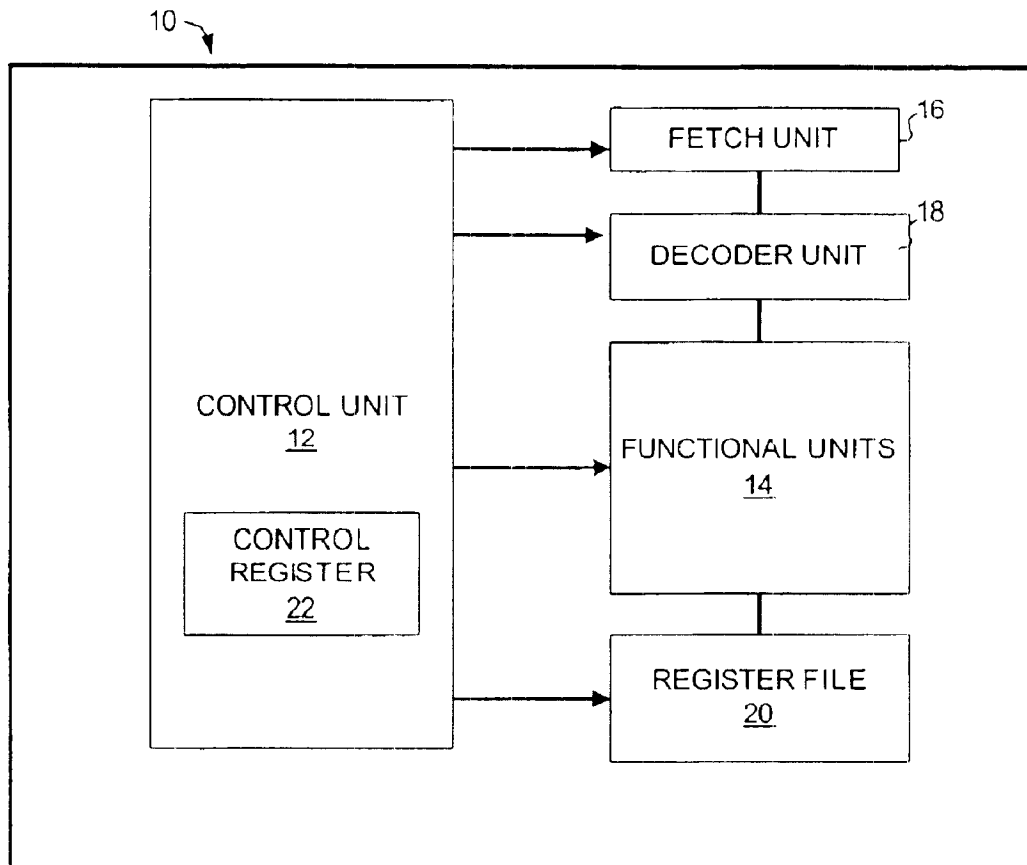 10
FETCH UNIT
16
DECODER UNIT
18
CONTROL UNIT
12
FUNCTIONAL UNITS
14
CONTROL
REGISTER
22
REGISTER FILE
20